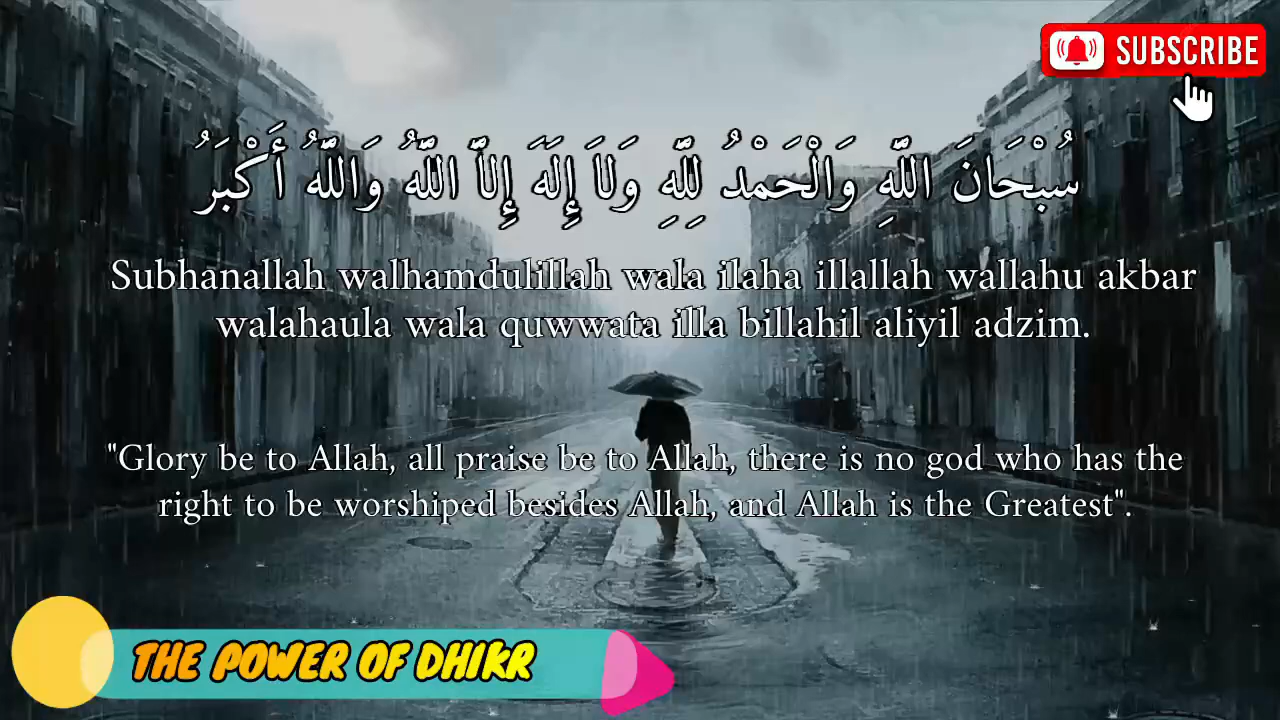 SUBSCRIBE
سُبْحَانَ اللّٰهِ وَالْحَمْدُ لِلّٰهِ وَلاَ إِلَهَ إِلاَّ اللّٰهُ وَاللّٰهُ أَكْبَرُ
Subhanallah walhamdulillah wala ilaha illallah wallahu akbar
walahaula wala quwwata illa billahil aliyil adzim.
"Glory be to Allah, all praise be to Allah, there is no god who has the
right to be worshiped besides Allah, and Allah is the Greatest".
THE POWER OF DHIKR